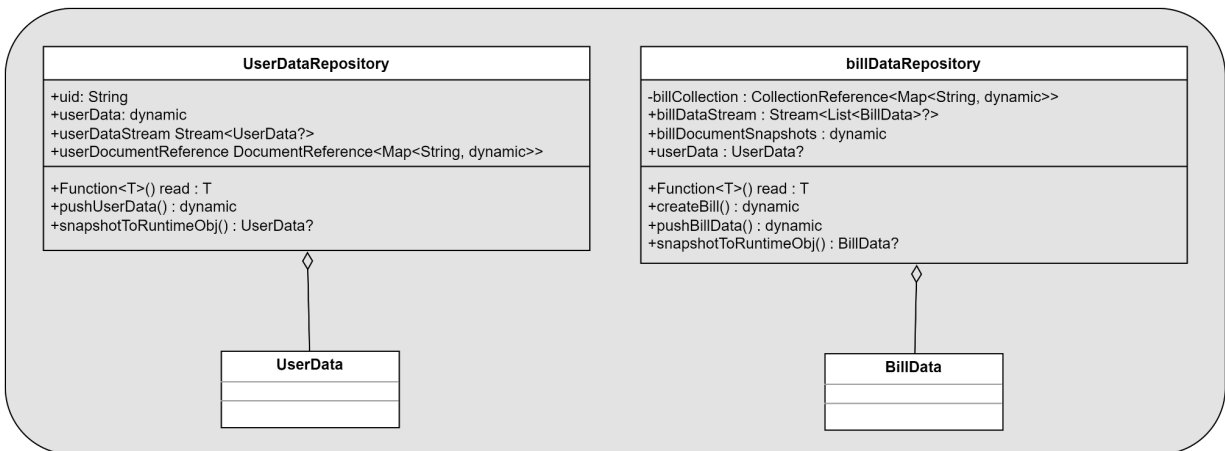 UserDataRepository
+uid: String
+userData: dynamic
+userDataStream Stream<UserData?>
+userDocumentReference DocumentReference<Map<String, dynamic>>
+Function<T>() read : T
+pushUserData() : dynamic
+snapshotToRuntimeObj() : UserData?
UserData
billDataRepository
-billCollection : CollectionReference<Map<String, dynamic>>
+billDataStream : Stream<List<BillData>?>
+billDocumentSnapshots : dynamic
+userData : UserData?
+Function<T>() read : T
+createBill() : dynamic
+pushBillData() : dynamic
+snapshotToRuntimeObj() : BillData?
BillData